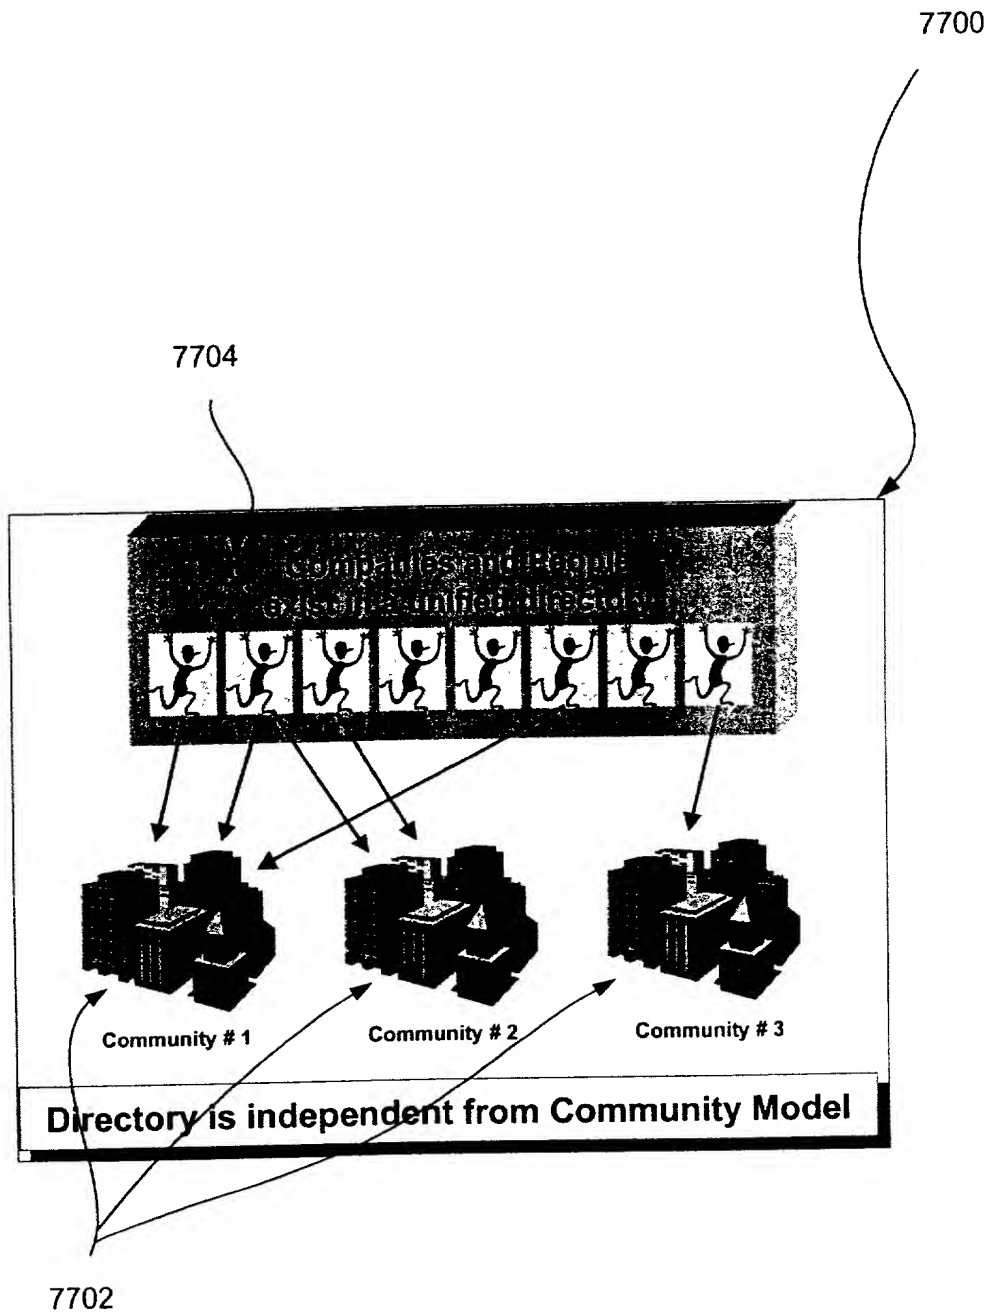 7700
7704
Companies and People
exist in a unified directory
Community # 1
Community # 2
Community # 3
Directory is independent from Community Model
7702